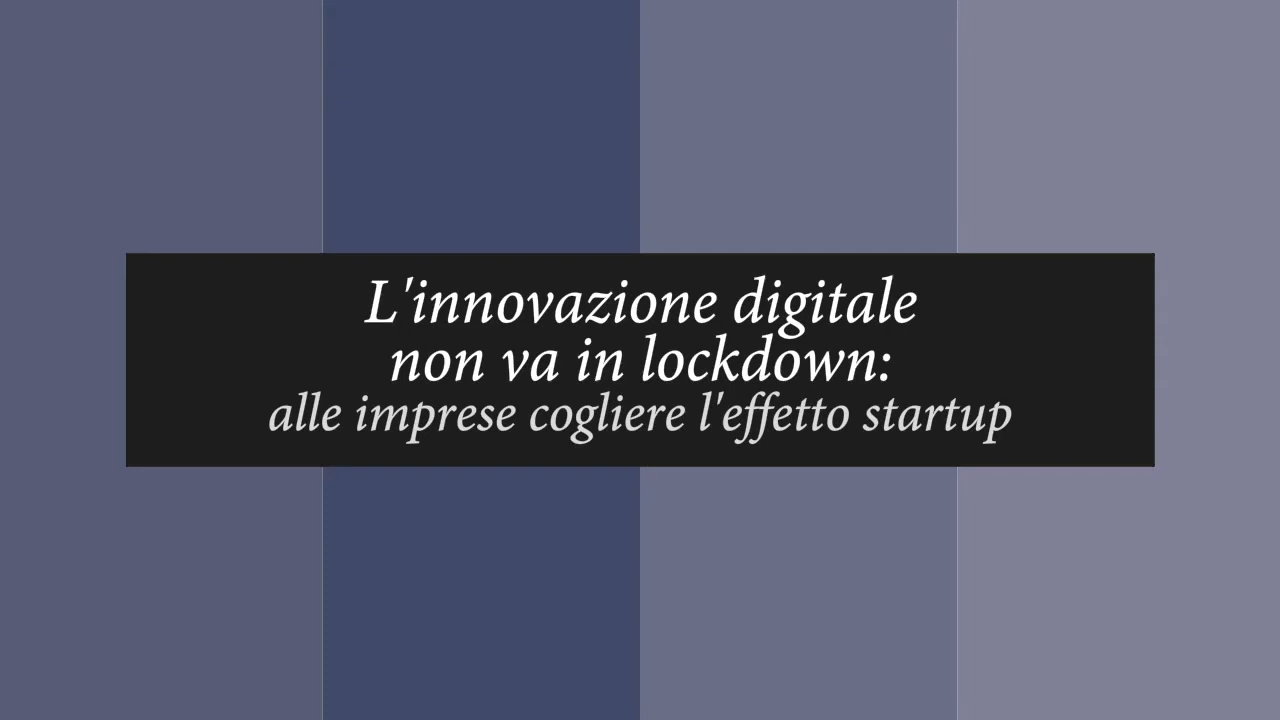 L'innovazione digitale
non va in lockdown:
alle imprese cogliere l'effetto startup